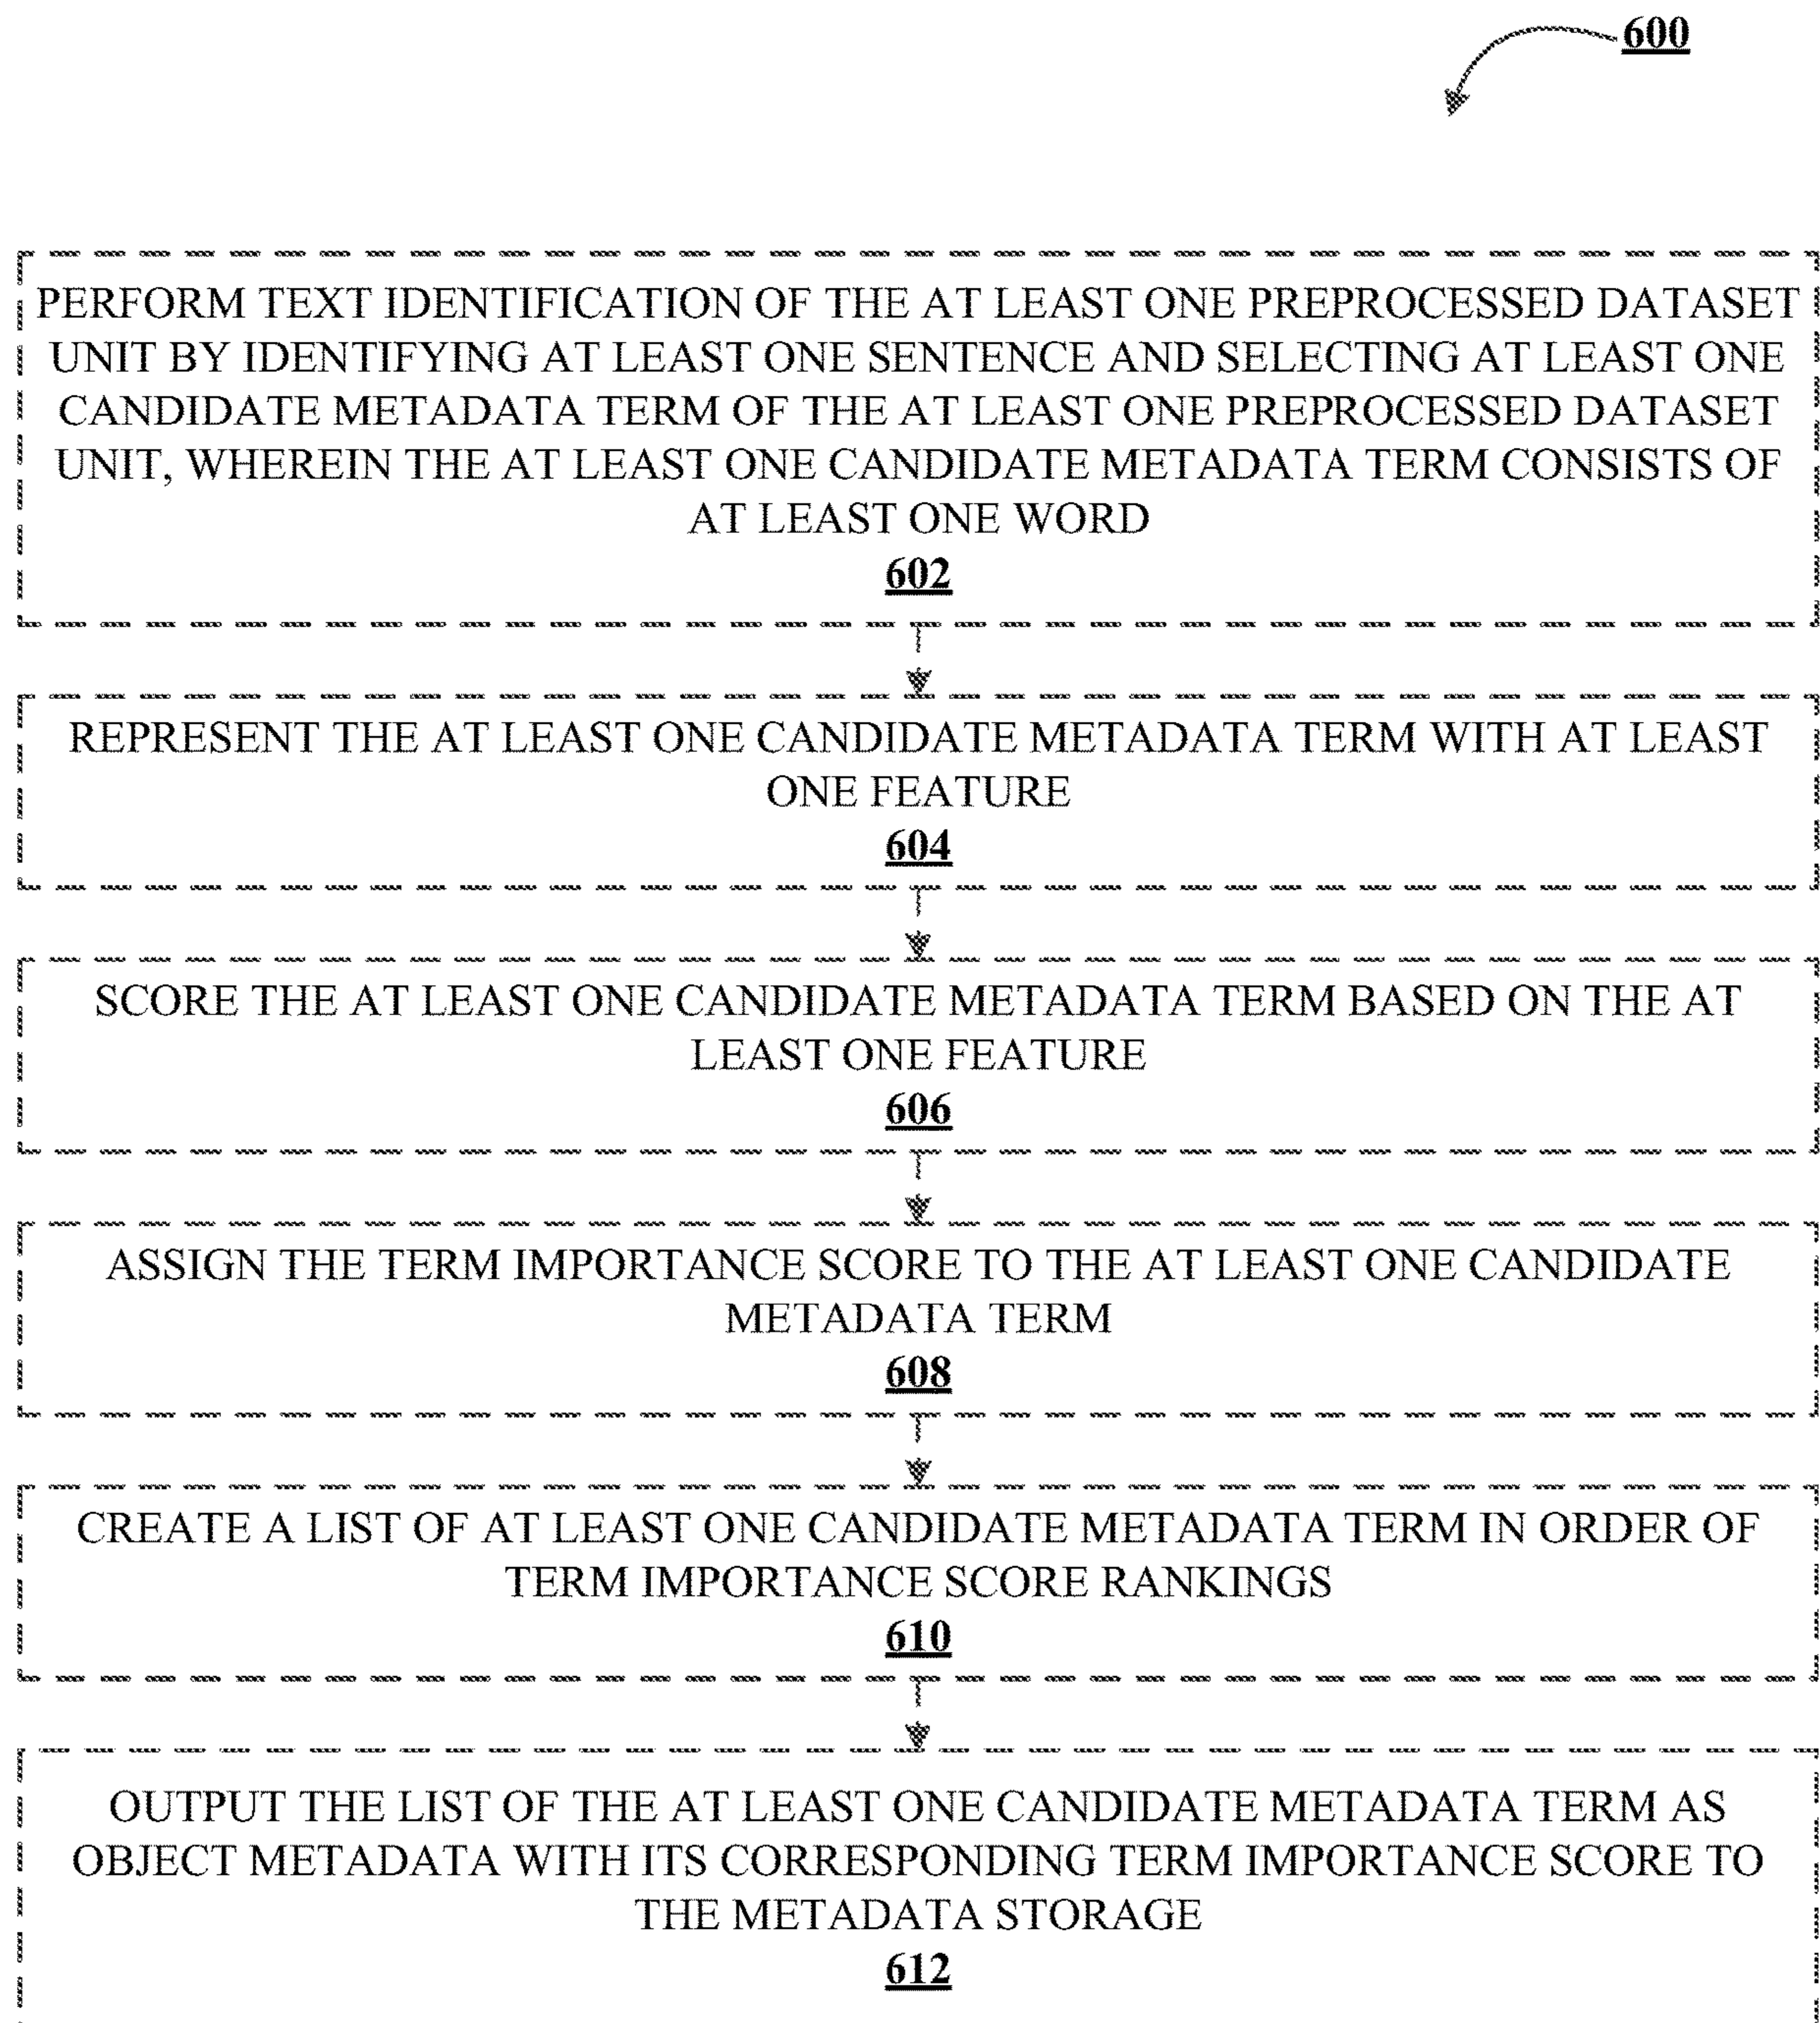 600
PERFORM TEXT IDENTIFICATION OF THE AT LEAST ONE PREPROCESSED DATASET
UNIT BY IDENTIFYING AT LEAST ONE SENTENCE AND SELECTING AT LEAST ONE
CANDIDATE METADATA TERM OF THE AT LEAST ONE PREPROCESSED DATASET
UNIT, WHEREIN THE AT LEAST ONE CANDIDATE METADATA TERM CONSISTS OF
AT LEAST ONE WORD
602
REPRESENT THE AT LEAST ONE CANDIDATE METADATA TERM WITH AT LEAST
ONE FEATURE
604
SCORE THE AT LEAST ONE CANDIDATE METADATA TERM BASED ON THE AT
LEAST ONE FEATURE
606
ASSIGN THE TERM IMPORTANCE SCORE TO THE AT LEAST ONE CANDIDATE
METADATA TERM
608
CREATE A LIST OF AT LEAST ONE CANDIDATE METADATA TERM IN ORDER OF
TERM IMPORTANCE SCORE RANKINGS
610
OUTPUT THE LIST OF THE AT LEAST ONE CANDIDATE METADATA TERM AS
OBJECT METADATA WITH ITS CORRESPONDING TERM IMPORTANCE SCORE TO
THE METADATA STORAGE
612